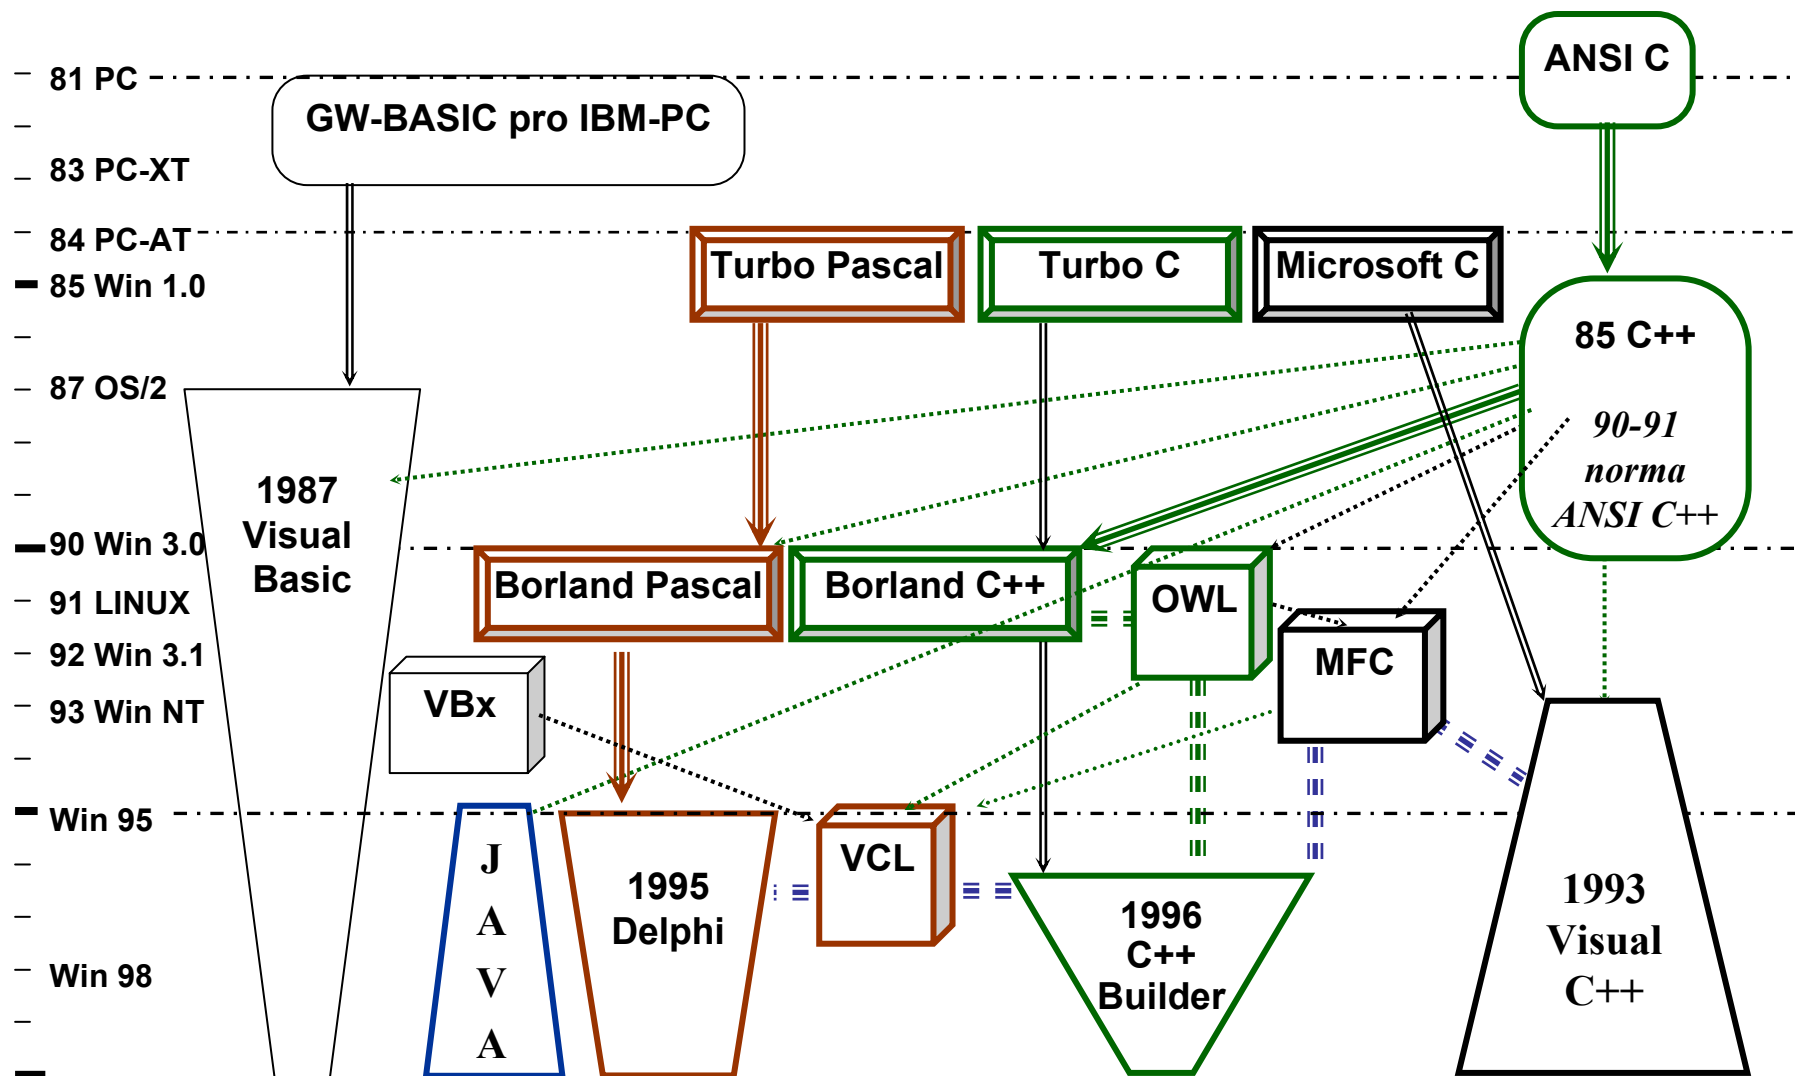 81 PC
83 PC-XT
84 PC-AT
85 Win 1.0
87 OS/2
90 Win 3.0
91 LINUX
92 Win 3.1
93 Win NT
Win 95
Win 98
GW-BASIC pro IBM-PC
ANSI C
Turbo Pascal
Turbo C
Microsoft C
85 C++
90-91
norma
ANSI C++
1987
Visual
Basic
Borland Pascal
Borland C++
OWL
MFC
VBx
VCL
J
A
V
A
1995
Delphi
1996
C++
Builder
1993
Visual
C++